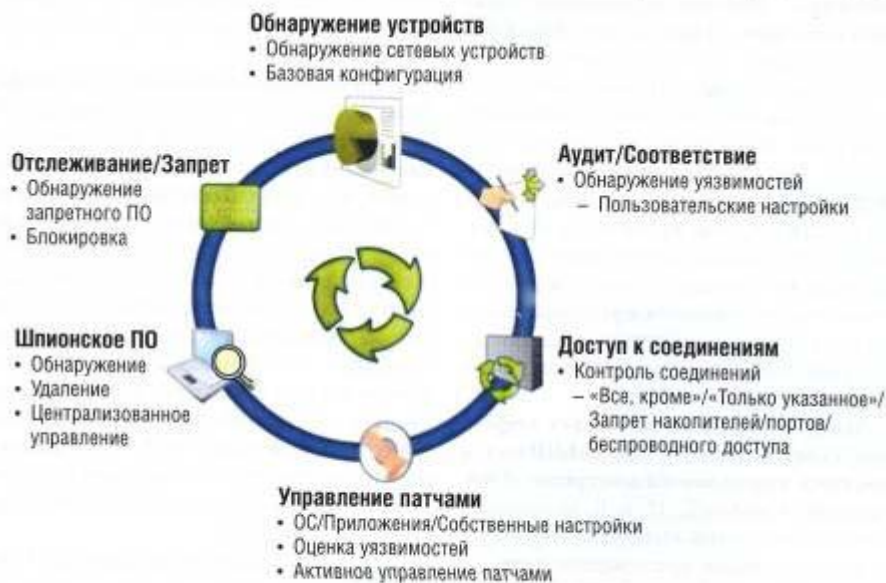 Обнаружение устройств
• Обнаружение сетевых устройств
• Базовая конфигурация
Аудит/Соответствие
• Обнаружение уязвимостей
– Пользовательские настройки
Доступ к соединениям
• Контроль соединений
– «Все, кроме»/«Только указанное»/
Запрет накопителей/портов/
беспроводного доступа
Управление патчами
• ОС/Приложения/Собственные настройки
• Оценка уязвимостей
• Активное управление патчами
Шпионское ПО
• Обнаружение
• Удаление
• Централизованное
управление
Отслеживание/Запрет
• Обнаружение
запретного ПО
• Блокировка